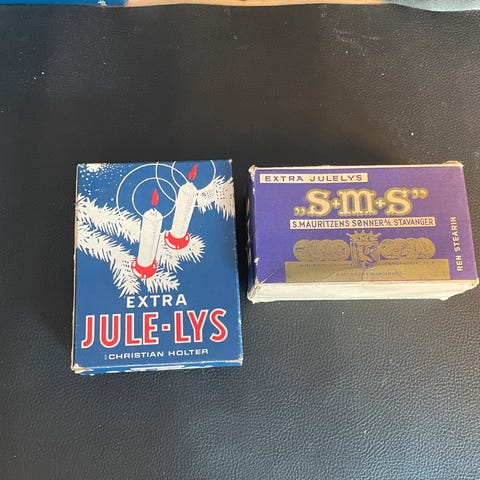 EXTRA
JULE-LYS
CHRISTIAN HOLTER
EXTRA JULELYS
„S+M+S”
S. MAURITZENS SØNNER A/S. STAVANGER
REN STEARIN